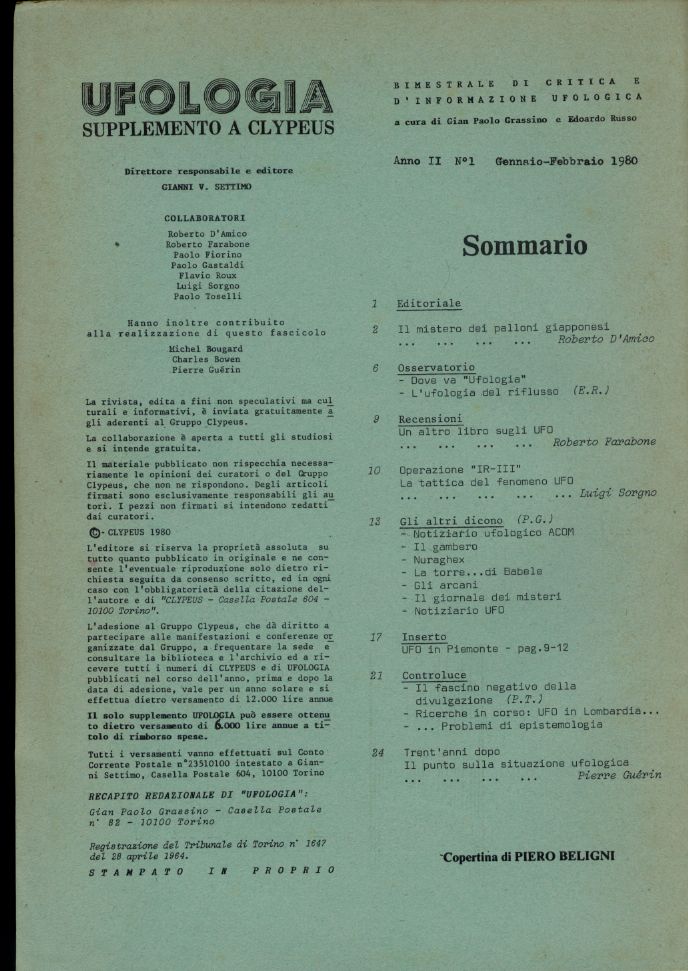 UFOLOGIA
SUPPLEMENTO A CLYPEUS
Direttore responsabile e editore
GIANNI V. SETTIMO
COLLABORATORI
Roberto D'Amico
Roberto Farabone
Paolo Fiorino
Paolo Gastaldi
Flavio Roux
Luigi Sorgno
Paolo Toselli
Hanno inoltre contribuito
alla realizzazione di questo fascicolo
Michel Bougard
Charles Bowen
Pierre Guérin
La rivista, edita a fini non speculativi ma cul
turali e informativi, è inviata gratuitamente a
gli aderenti al Gruppo Clypeus.
La collaborazione è aperta a tutti gli studiosi
e si intende gratuita.
Il materiale pubblicato non rispecchia necessa-
riamente le opinioni dei curatori o del Gruppo
Clypeus, che non ne rispondono. Degli articoli
firmati sono esclusivamente responsabili gli au
tori. I pezzi non firmati si intendono redatti
dai curatori.
©- CLYPEUS 1980
L'editore si riserva la proprietà assoluta su
tutto quanto pubblicato in originale e ne con-
sente l'eventuale riproduzione solo dietro ri-
chiesta seguita da consenso scritto, ed in ogni
caso con l'obbligatorietà della citazione del-
l'autore e di "CLYPEUS - Casella Postale 604 -
10100 Torino".
L'adesione al Gruppo Clypeus, che dà diritto a
partecipare alle manifestazioni e conferenze or
ganizzate dal Gruppo, a frequentare la sede e
consultare la biblioteca e l'archivio ed a ri-
cevere tutti i numeri di CLYPEUS e di UFOLOGIA
pubblicati nel corso dell'anno, prima e dopo la
data di adesione, vale per un anno solare e si
effettua dietro versamento di 12.000 lire annue
Il solo supplemento UFOLOGIA può essere ottenu
to dietro versamento di 6.000 lire annue a ti-
tolo di rimborso spese.
Tutti i versamenti vanno effettuati sul Conto
Corrente Postale n°23510100 intestato a Gian-
ni Settimo, Casella Postale 604, 10100 Torino
RECAPITO REDAZIONALE DI "UFOLOGIA":
Gian Paolo Grassino - Casella Postale
n° 82 - 10100 Torino
Registrazione del Tribunale di Torino n° 1647
del 28 aprile 1964.
STAMPATO IN PROPRIO
BIMESTRALE DI CRITICA E
D'INFORMAZIONE UFOLOGICA
a cura di Gian Paolo Grassino e Edoardo Russo
Anno II N°1 Gennaio-Febbraio 1980
Sommario
1 Editoriale
2 Il mistero dei palloni giapponesi
... ... ... ... Roberto D'Amico
6 Osservatorio
- Dove va "Ufologia"
- L'ufologia del riflusso (E.R.)
9 Recensioni
Un altro libro sugli UFO
... ... ... ... Roberto Farabone
10 Operazione "IR-III"
La tattica del fenomeno UFO
... ... ... ... ... Luigi Sorgno
13 Gli altri dicono (P.G.)
- Notiziario ufologico ACOM
- Il gambero
- Nuraghex
- La torre...di Babele
- Gli arcani
- Il giornale dei misteri
- Notiziario UFO
17 Inserto
UFO in Piemonte - pag.9-12
21 Controluce
- Il fascino negativo della
divulgazione (P.T.)
- Ricerche in corso: UFO in Lombardia...
- ... Problemi di epistemologia
24 Trent'anni dopo
Il punto sulla situazione ufologica
... ... ... ... Pierre Guérin
Copertina di PIERO BELIGNI